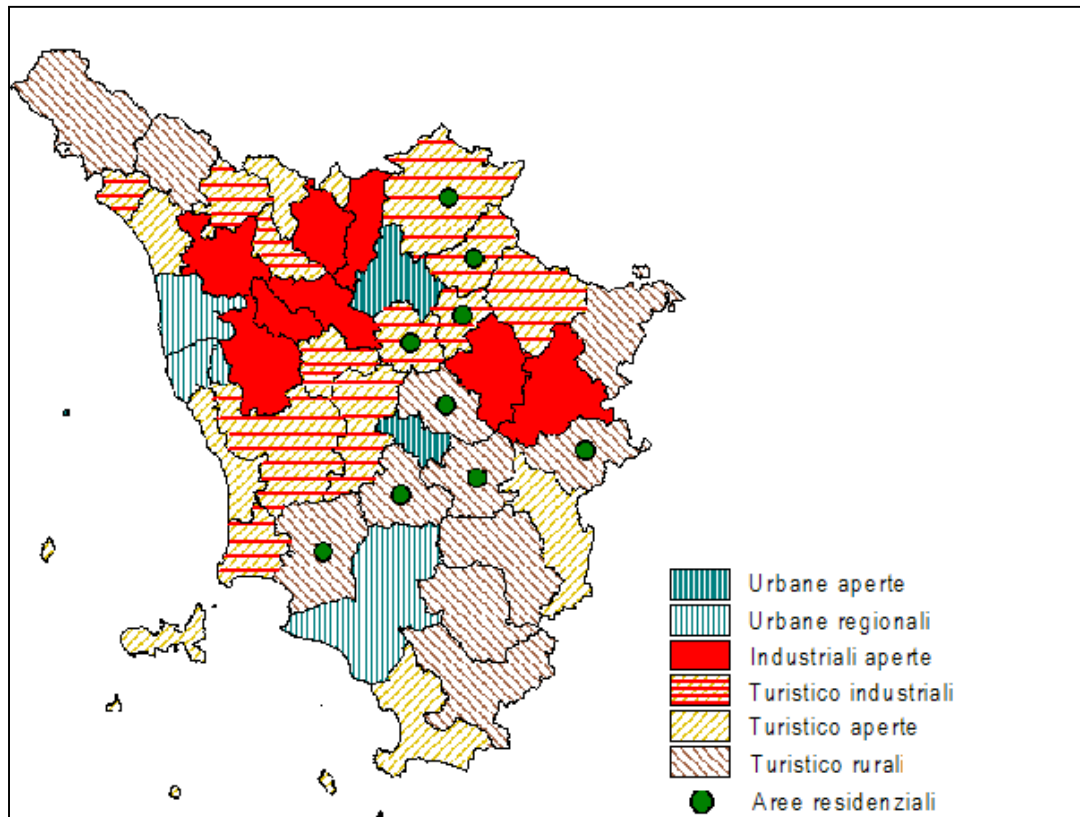 Urbane aperte
Urbane regionali
Industriali aperte
Turistico industriali
Turistico aperte
Turistico rurali
Aree residenziali